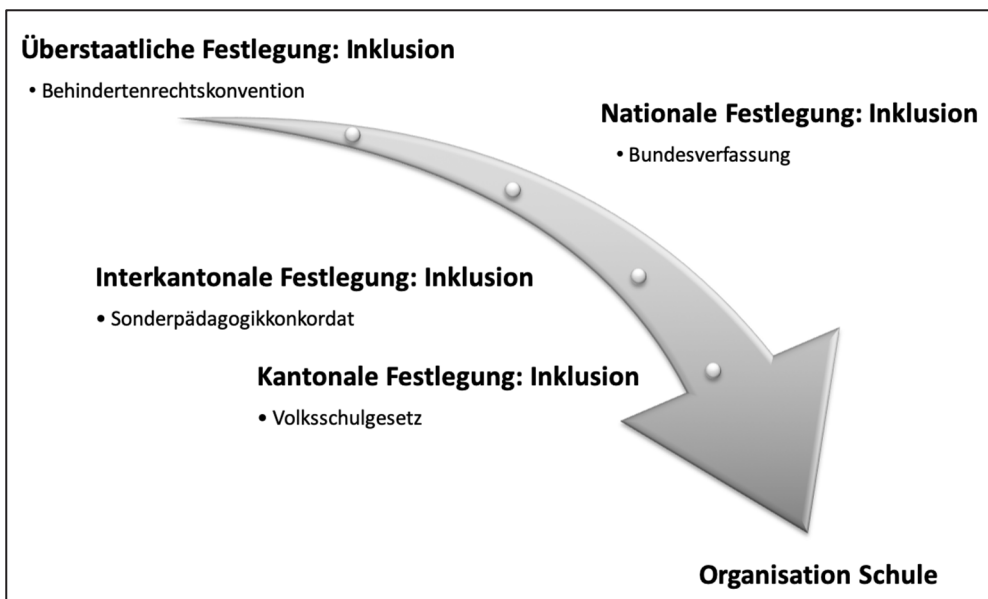 Überstaatliche Festlegung: Inklusion
• Behindertenrechtskonvention
Nationale Festlegung: Inklusion
• Bundesverfassung
Interkantonale Festlegung: Inklusion
• Sonderpädagogikkonkordat
Kantonale Festlegung: Inklusion
• Volksschulgesetz
Organisation Schule